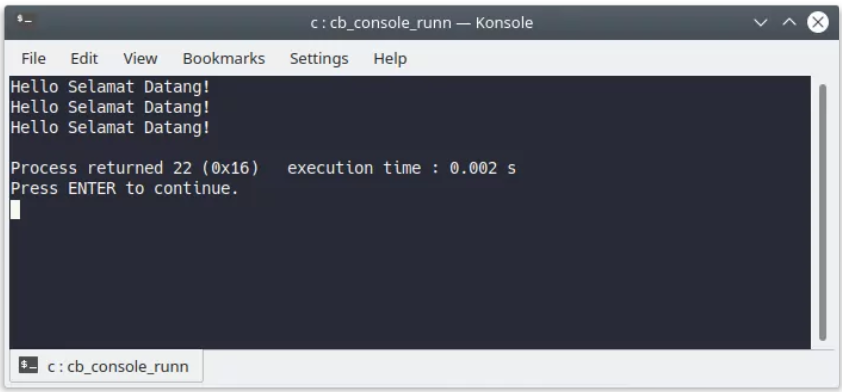 c : cb_console_runn — Konsole
File Edit View Bookmarks Settings Help
Hello Selamat Datang!
Hello Selamat Datang!
Hello Selamat Datang!
Process returned 22 (0x16)   execution time : 0.002 s
Press ENTER to continue.
c : cb_console_runn